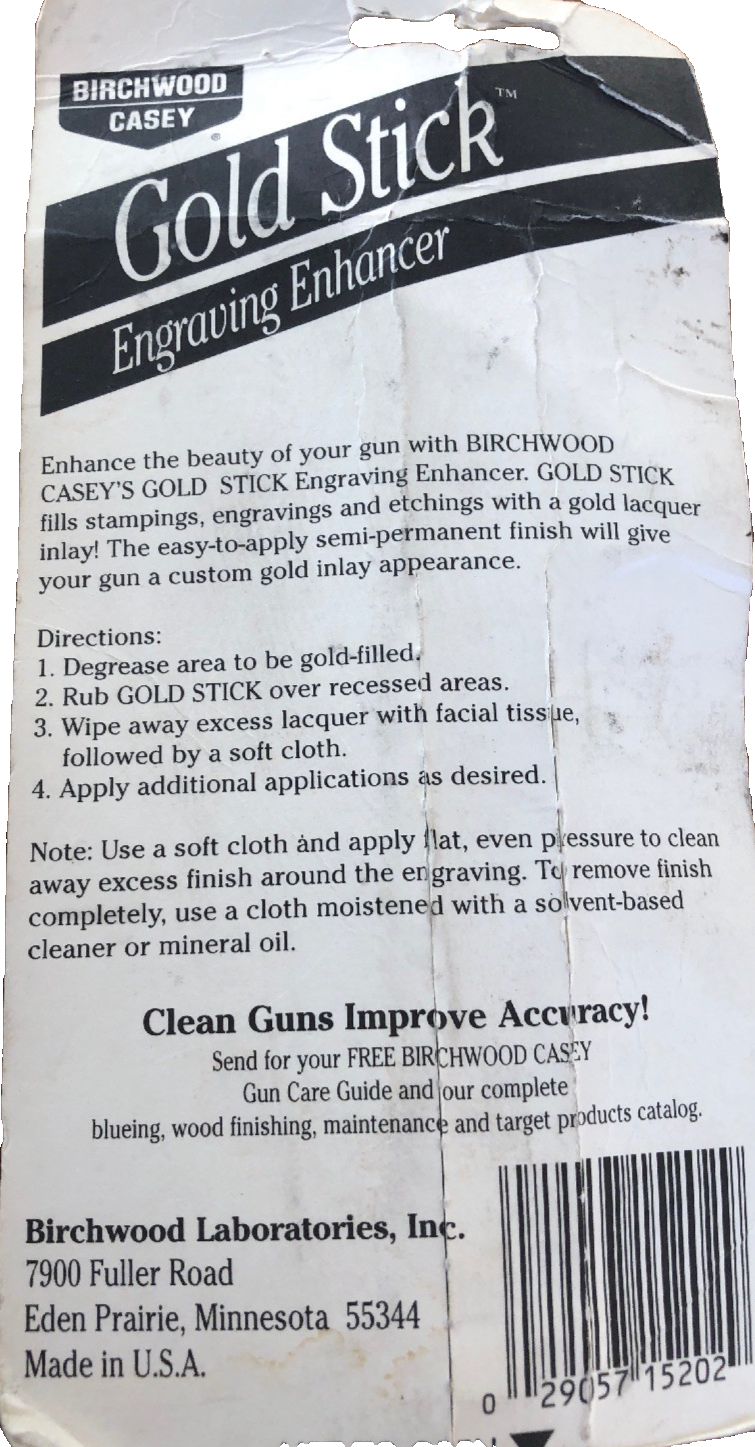 BIRCHWOOD
CASEY
®
Gold Stick™
Engraving Enhancer
Enhance the beauty of your gun with BIRCHWOOD
CASEY'S GOLD STICK Engraving Enhancer. GOLD STICK
fills stampings, engravings and etchings with a gold lacquer
inlay! The easy-to-apply semi-permanent finish will give
your gun a custom gold inlay appearance.
Directions:
1. Degrease area to be gold-filled.
2. Rub GOLD STICK over recessed areas.
3. Wipe away excess lacquer with facial tissue,
followed by a soft cloth.
4. Apply additional applications as desired.
Note: Use a soft cloth and apply flat, even pressure to clean
away excess finish around the engraving. To remove finish
completely, use a cloth moistened with a solvent-based
cleaner or mineral oil.
Clean Guns Improve Accuracy!
Send for your FREE BIRCHWOOD CASEY
Gun Care Guide and our complete
blueing, wood finishing, maintenance and target products catalog.
Birchwood Laboratories, Inc.
7900 Fuller Road
Eden Prairie, Minnesota 55344
Made in U.S.A.
0 29057 15202